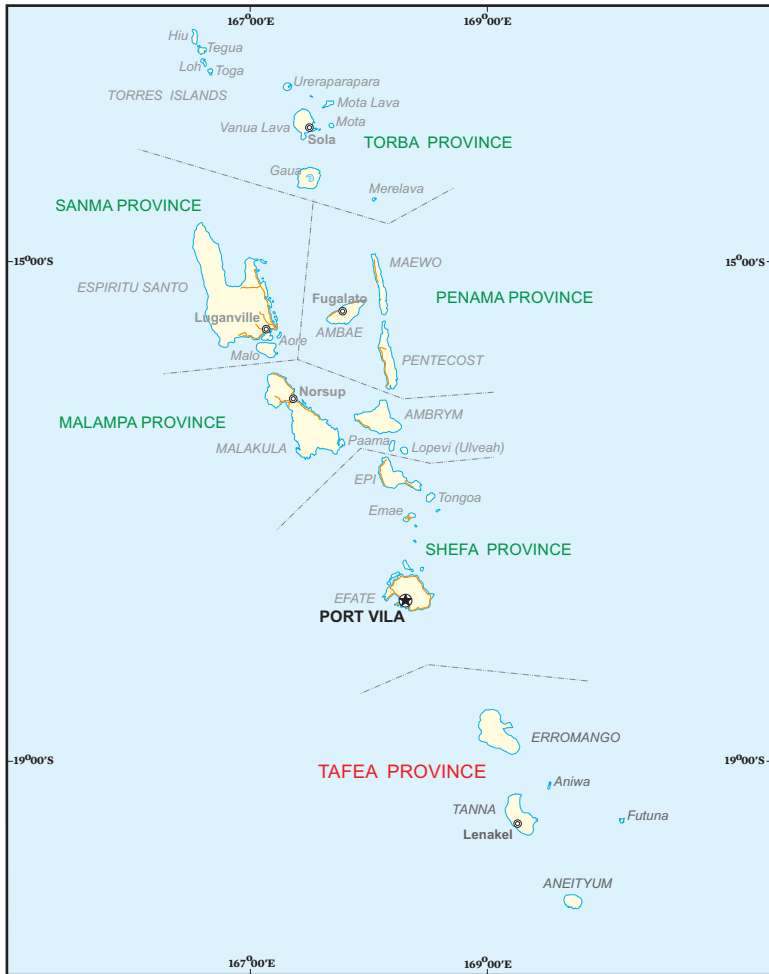 167°00'E 169°00'E
Hiu
Tegua
Loh
Toga
Ureraparapara
TORRES ISLANDS
Mota Lava
Vanua Lava
Mota
Sola
TORBA PROVINCE
Gaua
Merelava
SANMA PROVINCE
15°00'S 15°00'S
MAEWO
ESPIRITU SANTO
Fugalato
PENAMA PROVINCE
Luganville
AMBAE
Aore
Malo
PENTECOST
Norsup
MALAMPA PROVINCE
AMBRYM
Paama
MALAKULA
Lopevi (Ulveah)
EPI
Tongoa
Emae
SHEFA PROVINCE
EFATE
PORT VILA
ERROMANGO
19°00'S 19°00'S
TAFEA PROVINCE
Aniwa
TANNA
Futuna
Lenakel
ANEITYUM
167°00'E 169°00'E